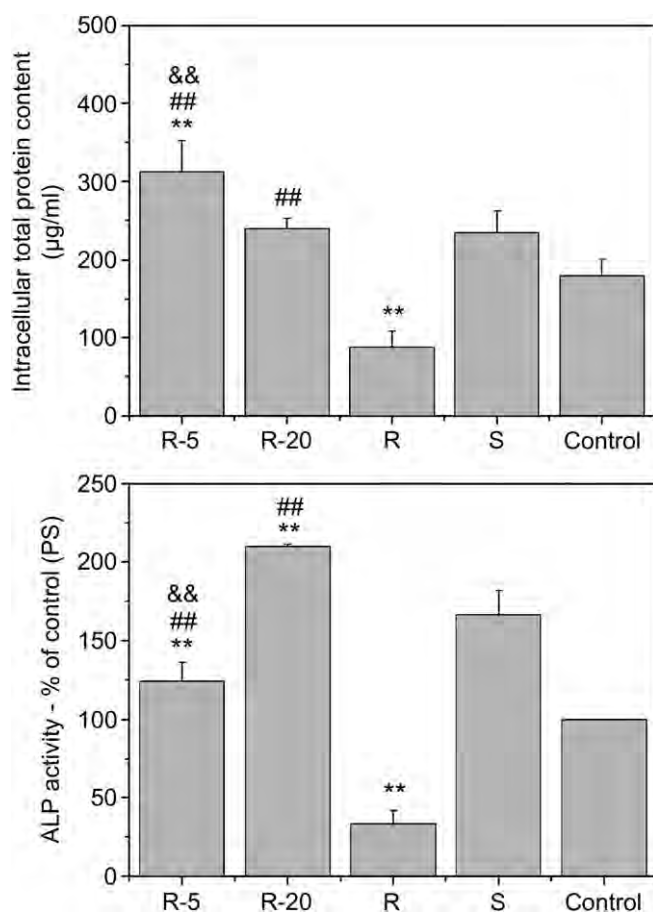 Intracellular total protein content
(µg/ml)
500
400
300
200
100
0
&&
##
**
##
**
R-5
R-20
R
S
Control
ALP activity - % of control (PS)
250
200
150
100
50
0
&&
##
**
##
**
**
R-5
R-20
R
S
Control